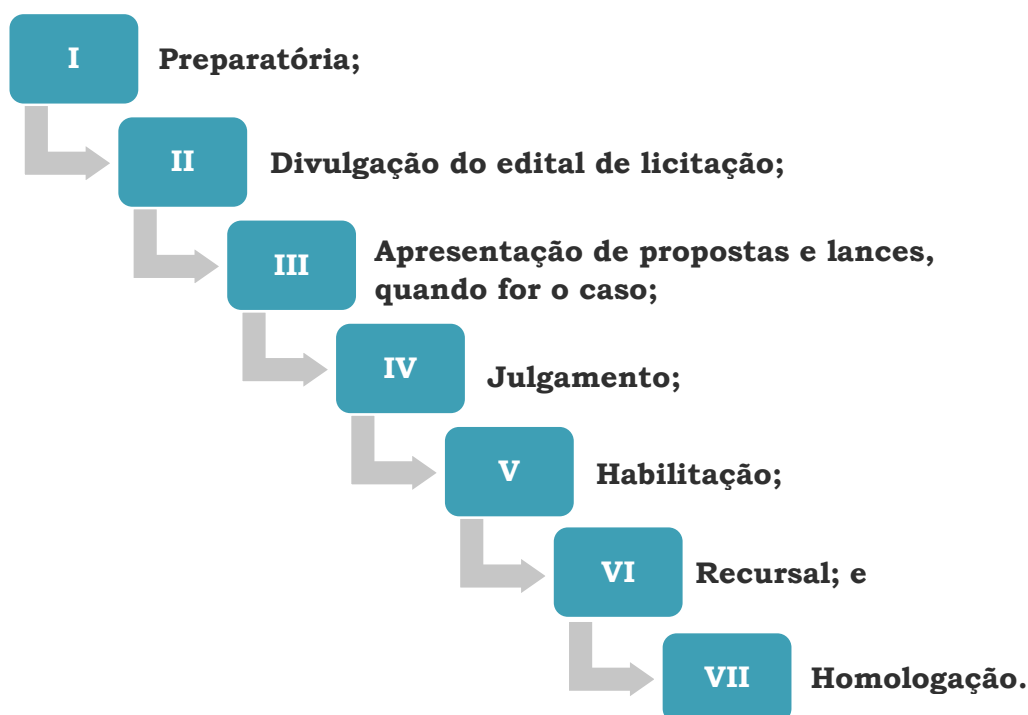 I
Preparatória;
II
Divulgação do edital de licitação;
III
Apresentação de propostas e lances,
quando for o caso;
IV
Julgamento;
V
Habilitação;
VI
Recursal; e
VII
Homologação.